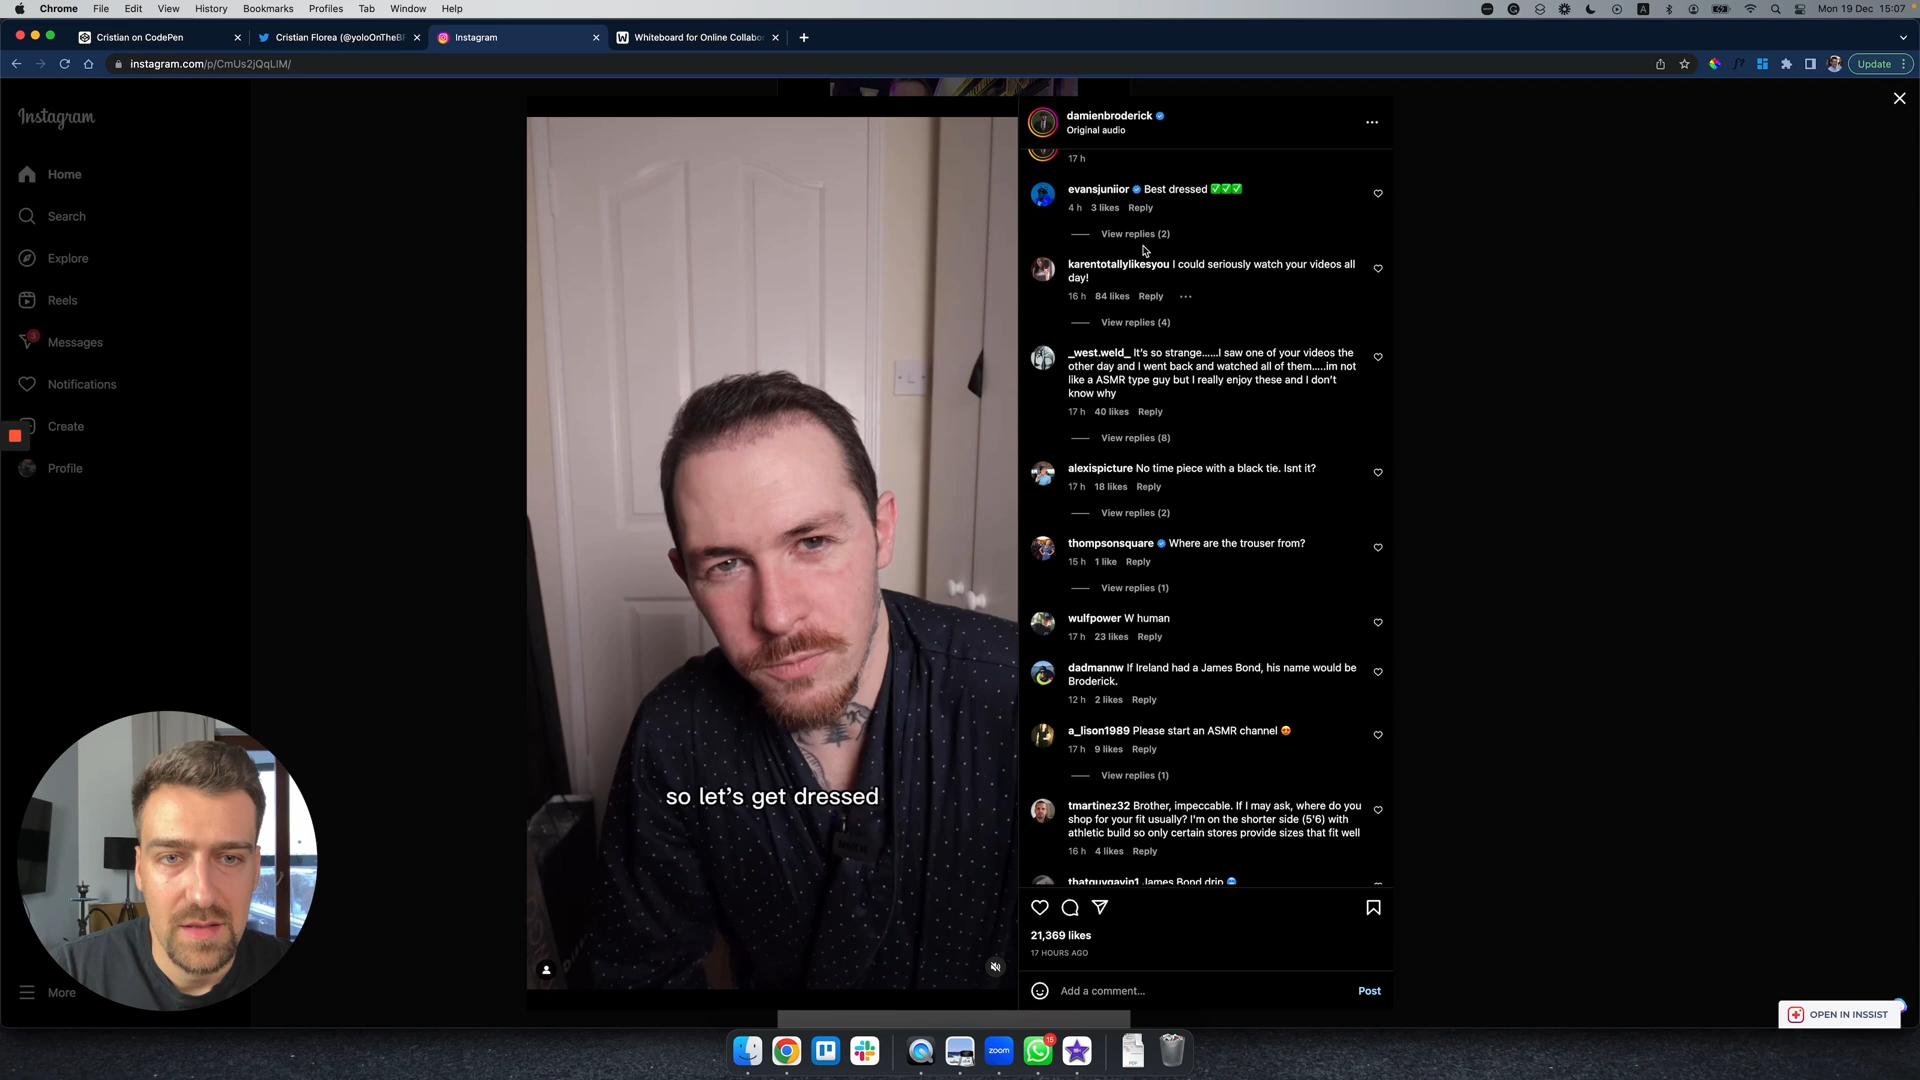 Chrome File Edit View History Bookmarks Profiles Tab Window Help
Mon 19 Dec 15:07
Cristian on CodePen
Cristian Florea (@yoloOnTheBF
Instagram
Whiteboard for Online Collabor
instagram.com/p/CmUs2jQqLIM/
Update
Instagram
Home
Search
Explore
Reels
3
Messages
Notifications
Create
Profile
More
so let's get dressed
damienbroderick
Original audio
17 h
evansjuniior Best dressed ✅✅✅
4 h 3 likes Reply
View replies (2)
karentotallylikesyou I could seriously watch your videos all
day!
16 h 84 likes Reply
View replies (4)
_west.weld_ It's so strange......I saw one of your videos the
other day and I went back and watched all of them.....im not
like a ASMR type guy but I really enjoy these and I don't
know why
17 h 40 likes Reply
View replies (8)
alexispicture No time piece with a black tie. Isnt it?
17 h 18 likes Reply
View replies (2)
thompsonsquare Where are the trouser from?
15 h 1 like Reply
View replies (1)
wulfpower W human
17 h 23 likes Reply
dadmannw If Ireland had a James Bond, his name would be
Broderick.
12 h 2 likes Reply
a_lison1989 Please start an ASMR channel 😍
17 h 9 likes Reply
View replies (1)
tmartinez32 Brother, impeccable. If I may ask, where do you
shop for your fit usually? I'm on the shorter side (5'6) with
athletic build so only certain stores provide sizes that fit well
16 h 4 likes Reply
thatguygavin1 James Bond drip
21,369 likes
17 HOURS AGO
Add a comment...
Post
OPEN IN INSSIST
zoom
15
PDF